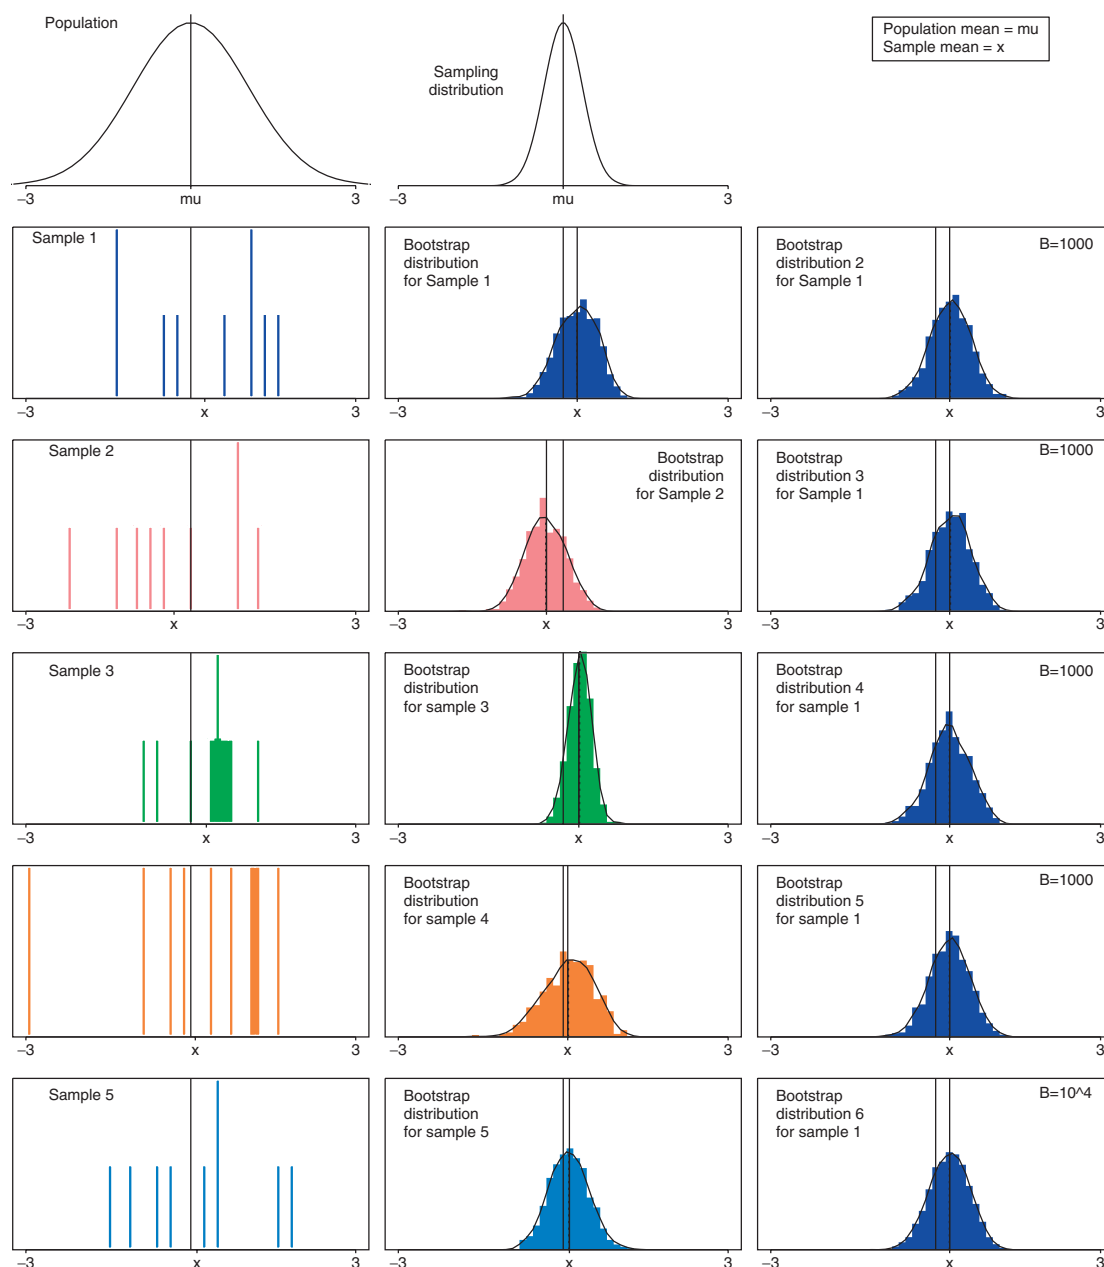 Population
Sampling
distribution
Population mean = mu
Sample mean = x
−3 mu 3
−3 mu 3
Sample 1
−3 x 3
Bootstrap
distribution
for Sample 1
−3 x 3
Bootstrap
distribution 2
for Sample 1
B=1000
−3 x 3
Sample 2
−3 x 3
Bootstrap
distribution
for Sample 2
−3 x 3
Bootstrap
distribution 3
for Sample 1
B=1000
−3 x 3
Sample 3
−3 x 3
Bootstrap
distribution
for sample 3
−3 x 3
Bootstrap
distribution 4
for sample 1
B=1000
−3 x 3
−3 x 3
Bootstrap
distribution
for sample 4
−3 x 3
Bootstrap
distribution 5
for sample 1
B=1000
−3 x 3
Sample 5
−3 x 3
Bootstrap
distribution
for sample 5
−3 x 3
Bootstrap
distribution 6
for sample 1
B=10^4
−3 x 3